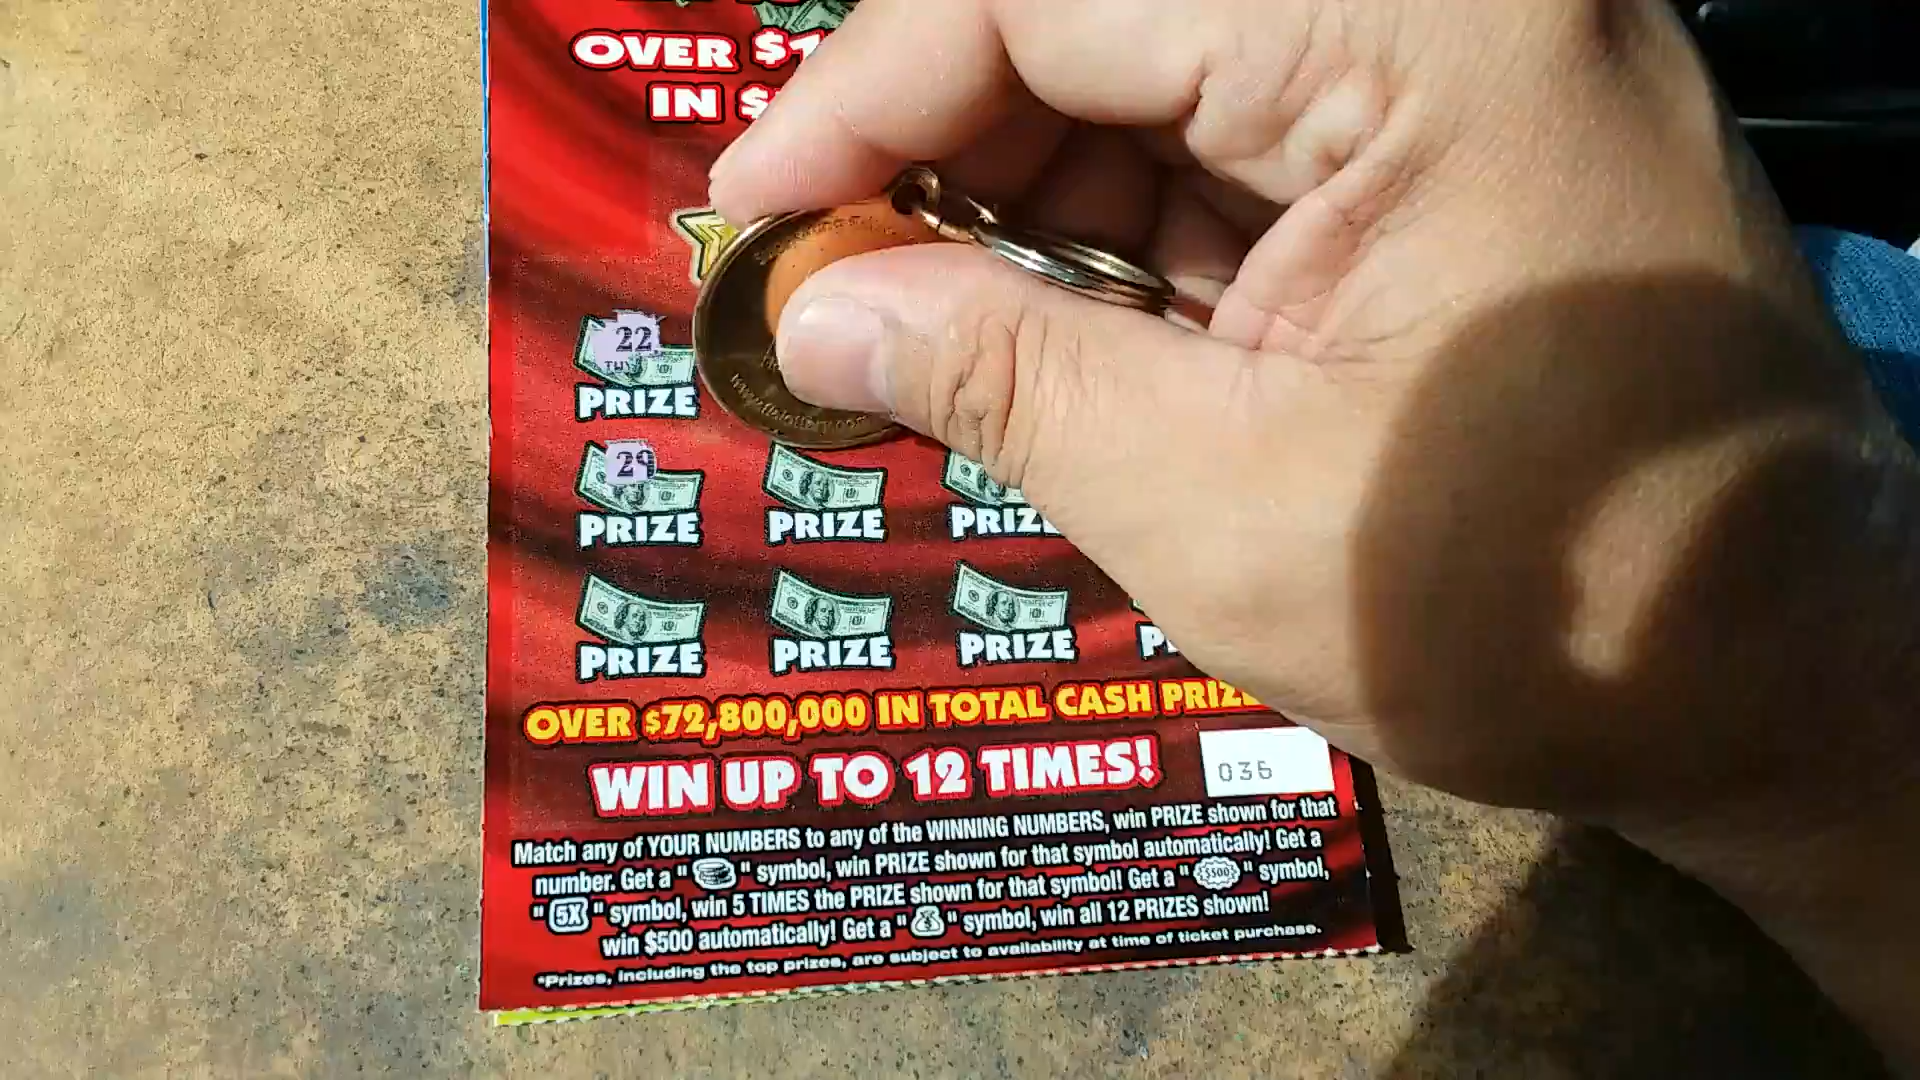 OVER $1
IN $
22
PRIZE
29
PRIZE PRIZE PRIZE
PRIZE PRIZE PRIZE P
OVER $72,800,000 IN TOTAL CASH PRIZE
WIN UP TO 12 TIMES!
036
Match any of YOUR NUMBERS to any of the WINNING NUMBERS, win PRIZE shown for that
number. Get a " " symbol, win PRIZE shown for that symbol automatically! Get a
" 5X " symbol, win 5 TIMES the PRIZE shown for that symbol! Get a " $500 " symbol,
win $500 automatically! Get a " " symbol, win all 12 PRIZES shown!
*Prizes, including the top prizes, are subject to availability at time of ticket purchase.